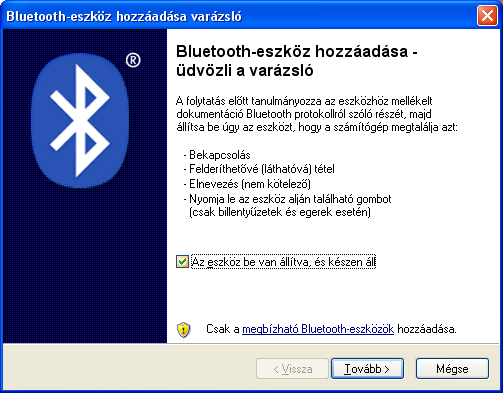 Bluetooth-eszköz hozzáadása varázsló
®
Bluetooth-eszköz hozzáadása -
üdvözli a varázsló
A folytatás előtt tanulmányozza az eszközhöz mellékelt
dokumentáció Bluetooth protokollról szóló részét, majd
állítsa be úgy az eszközt, hogy a számítógép megtalálja azt:
- Bekapcsolás
- Felderíthetővé (láthatóvá) tétel
- Elnevezés (nem kötelező)
- Nyomja le az eszköz alján található gombot
(csak billentyűzetek és egerek esetén)
Az eszköz be van állítva, és készen áll
Csak a megbízható Bluetooth-eszközök hozzáadása.
< Vissza
Tovább >
Mégse